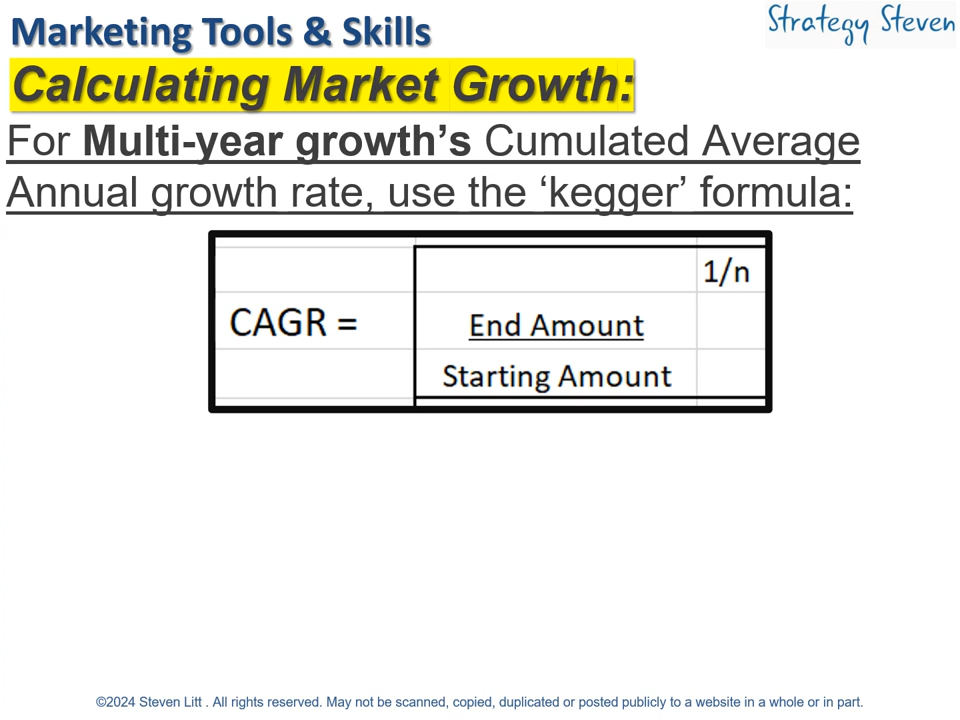 Marketing Tools & Skills
Strategy Steven
Calculating Market Growth:
For Multi-year growth’s Cumulated Average
Annual growth rate, use the ‘kegger’ formula:
1/n
CAGR =
End Amount
Starting Amount
©2024 Steven Litt . All rights reserved. May not be scanned, copied, duplicated or posted publicly to a website in a whole or in part.